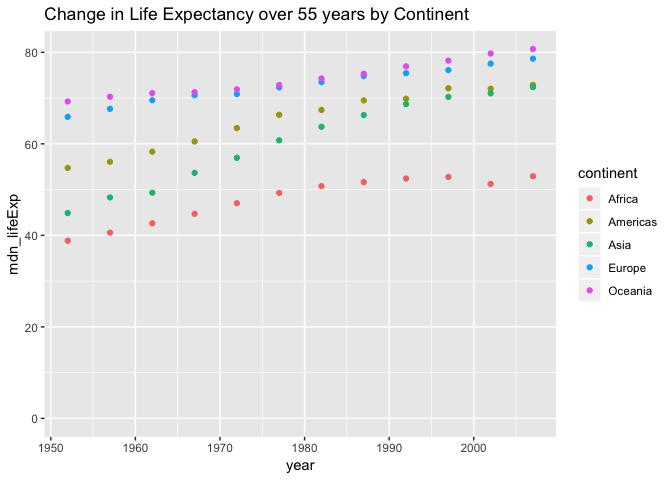 Change in Life Expectancy over 55 years by Continent
80
60
40
20
0
mdn_lifeExp
1950 1960 1970 1980 1990 2000
year
continent
Africa
Americas
Asia
Europe
Oceania